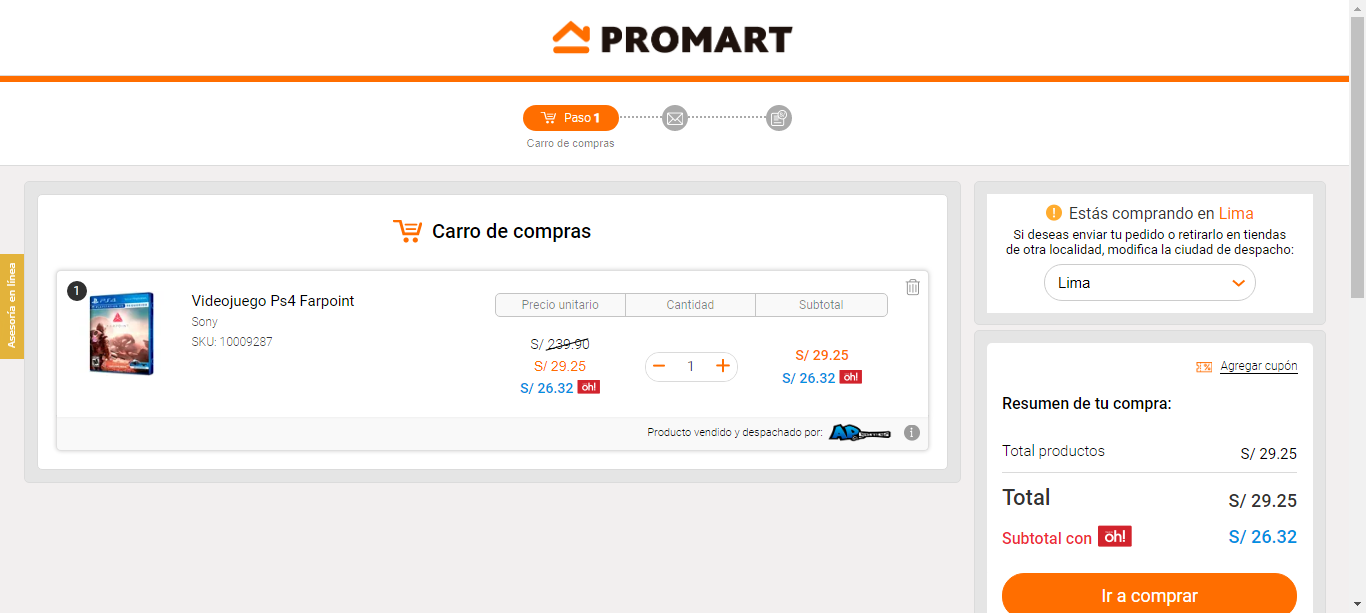 PROMART
Paso 1
Carro de compras
Asesoría en línea
Carro de compras
1
Videojuego Ps4 Farpoint
Sony
SKU: 10009287
Precio unitario Cantidad Subtotal
S/ 239.90
S/ 29.25
S/ 26.32 oh!
1
S/ 29.25
S/ 26.32 oh!
Producto vendido y despachado por:
Estás comprando en Lima
Si deseas enviar tu pedido o retirarlo en tiendas
de otra localidad, modifica la ciudad de despacho:
Lima
Agregar cupón
Resumen de tu compra:
Total productos S/ 29.25
Total S/ 29.25
Subtotal con oh! S/ 26.32
Ir a comprar